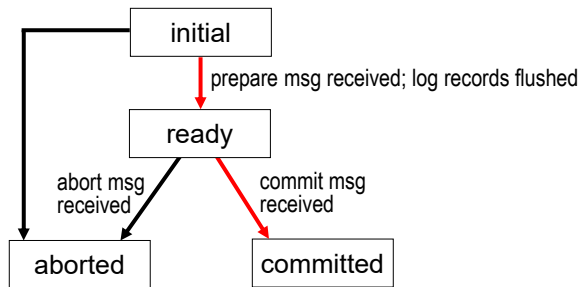 initial
prepare msg received; log records flushed
ready
abort msg
received
commit msg
received
aborted
committed